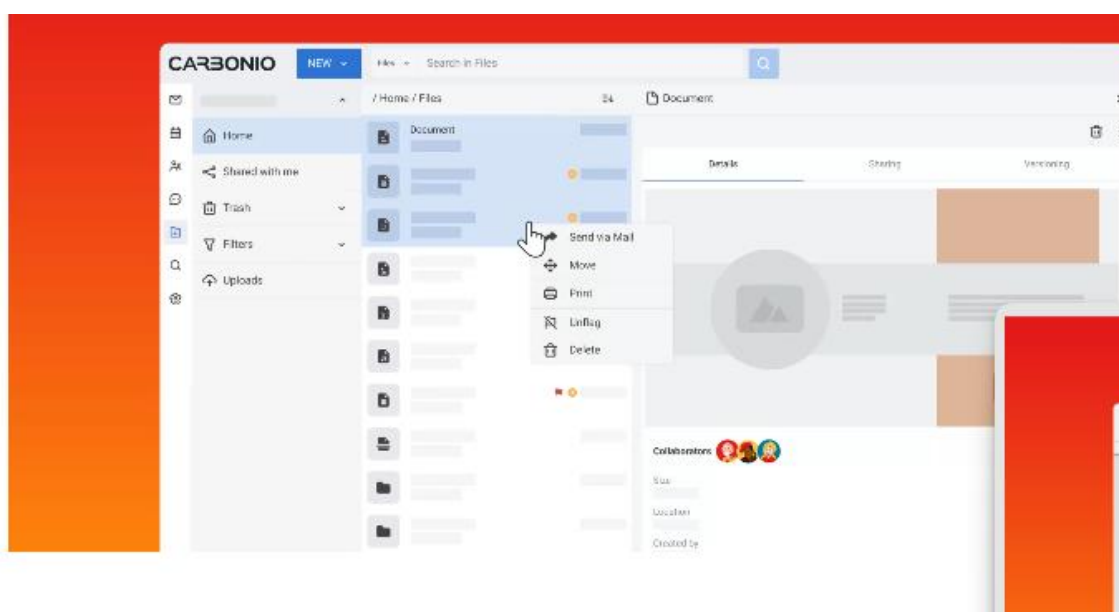 CARBONIO
NEW
Files
Search in Files
/ Home / Files
Document
Home
Shared with me
Trash
Filters
Uploads
Document
Send via Mail
Move
Print
Unflag
Delete
Details
Sharing
Versioning
Collaborators
Size
Location
Created by